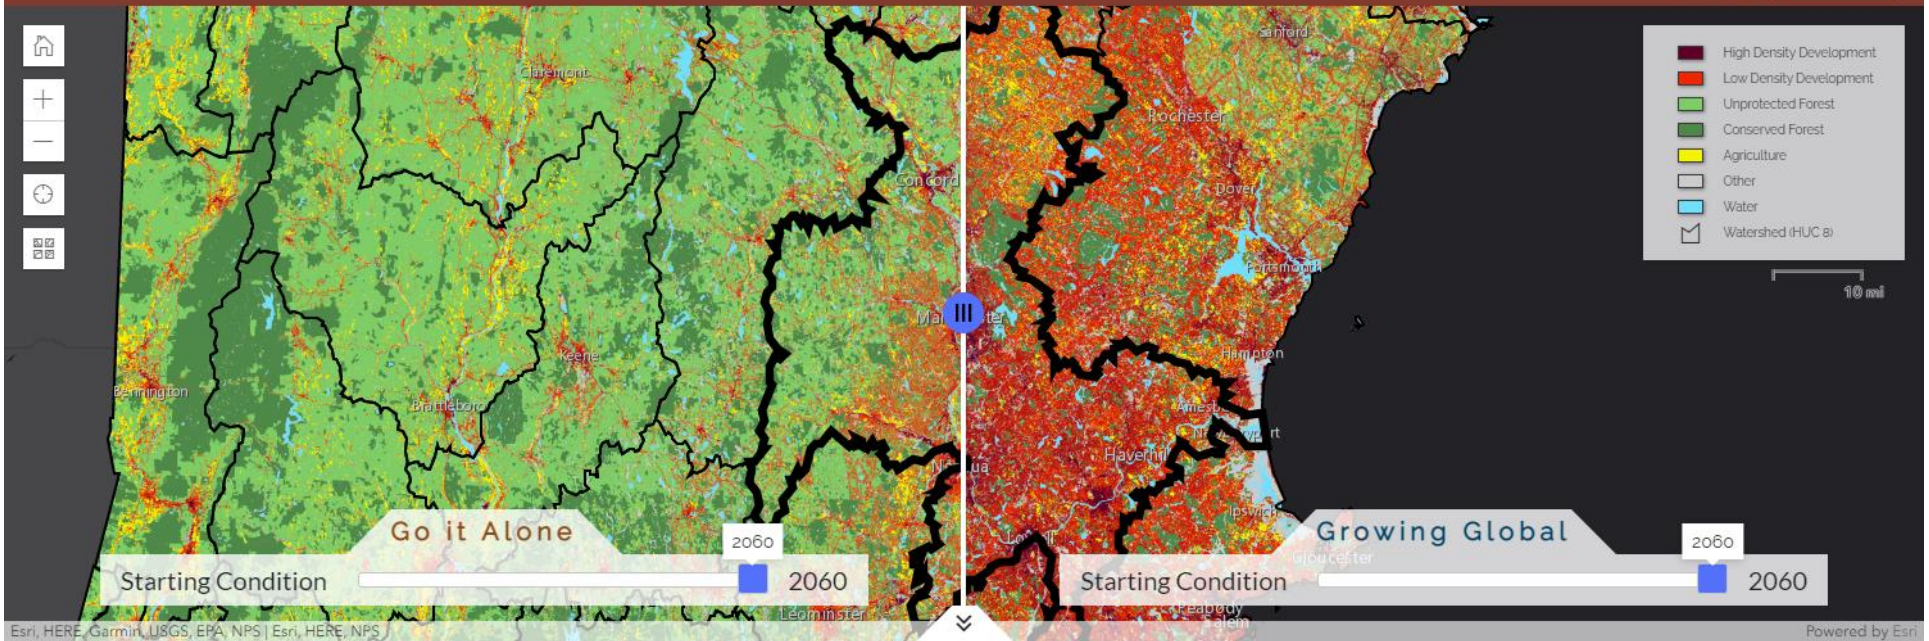 Sanford
Claremont
Rochester
Concord
Dover
Portsmouth
Keene
Hampton
Bennington
Brattleboro
Haverhill
Ipswich
Leominster
Gloucester
Peabody
Salem
High Density Development
Low Density Development
Unprotected Forest
Conserved Forest
Agriculture
Other
Water
Watershed (HUC 8)
10 mi
Go it Alone
2060
Starting Condition
2060
Growing Global
2060
Starting Condition
2060
Esri, HERE, Garmin, USGS, EPA, NPS | Esri, HERE, NPS
Powered by Esri